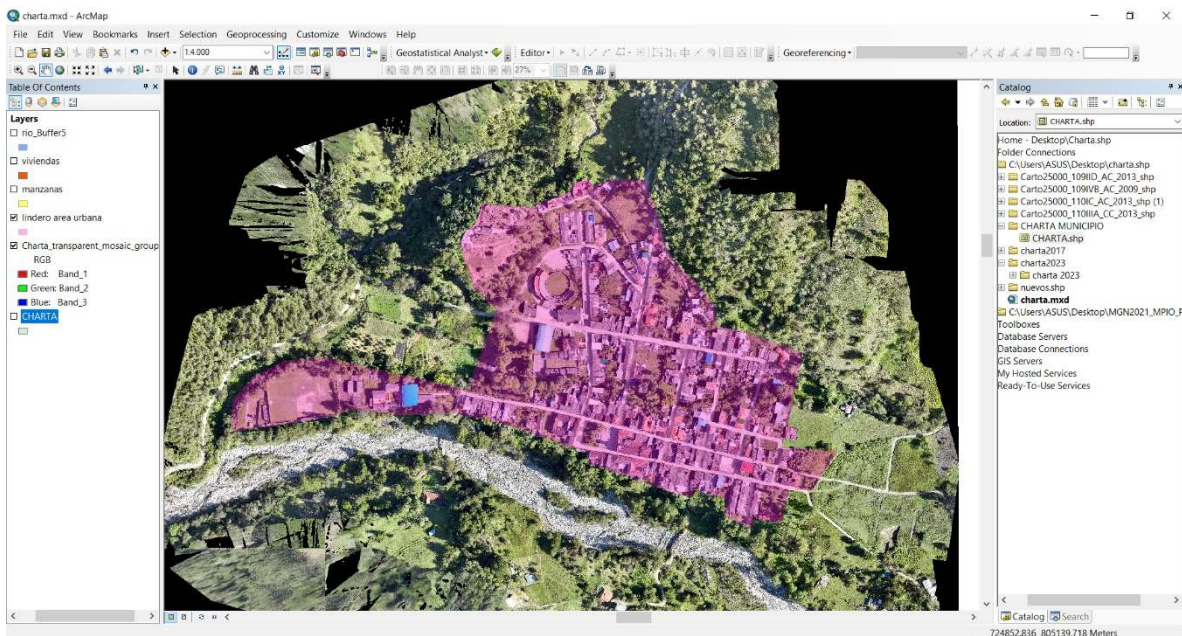 charta.mxd - ArcMap
File Edit View Bookmarks Insert Selection Geoprocessing Customize Windows Help
1:4.000 Geostatistical Analyst Editor Georeferencing
27%
Table Of Contents
Layers
rio_Buffer5
viviendas
manzanas
lindero area urbana
Charta_transparent_mosaic_group
RGB
Red: Band_1
Green: Band_2
Blue: Band_3
CHARTA
Catalog
Location: CHARTA.shp
Home - Desktop\Charta.shp
Folder Connections
C:\Users\ASUS\Desktop\charta.shp
Carto25000_109IID_AC_2013_shp
Carto25000_109IVB_AC_2009_shp
Carto25000_110IC_AC_2013_shp (1)
Carto25000_110IIIA_CC_2013_shp
CHARTA MUNICIPIO
CHARTA.shp
charta2017
charta2023
charta 2023
nuevos.shp
charta.mxd
C:\Users\ASUS\Desktop\MGN2021_MPIO_P
Toolboxes
Database Servers
Database Connections
GIS Servers
My Hosted Services
Ready-To-Use Services
Catalog Search
724852,836 805139,718 Meters